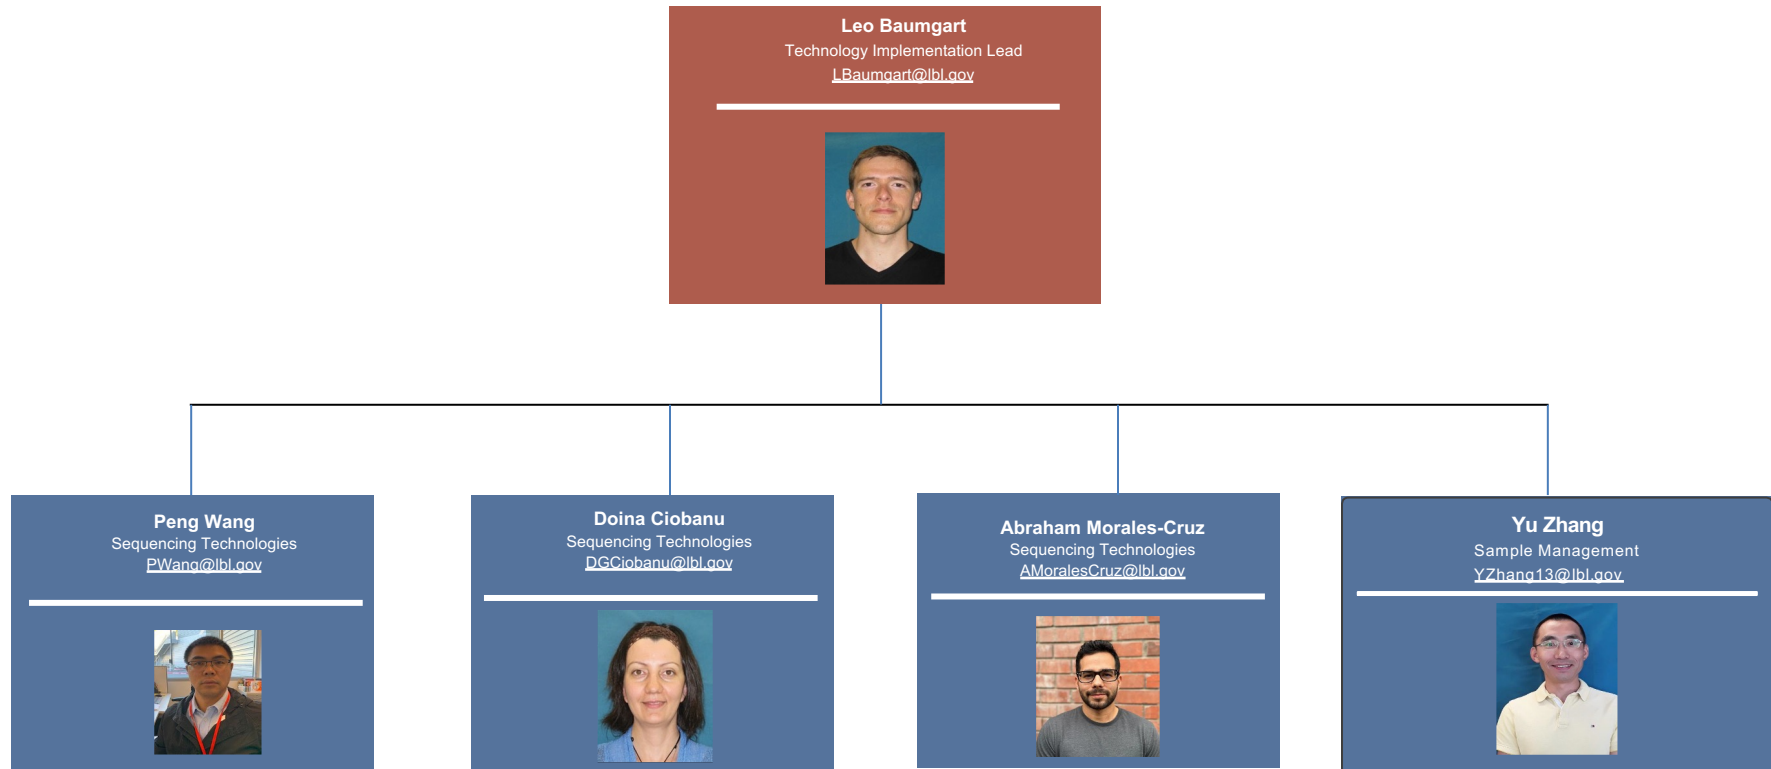 Leo Baumgart
Technology Implementation Lead
LBaumgart@lbl.gov
Peng Wang
Sequencing Technologies
PWang@lbl.gov
Doina Ciobanu
Sequencing Technologies
DGCiobanu@lbl.gov
Abraham Morales-Cruz
Sequencing Technologies
AMoralesCruz@lbl.gov
Yu Zhang
Sample Management
YZhang13@lbl.gov